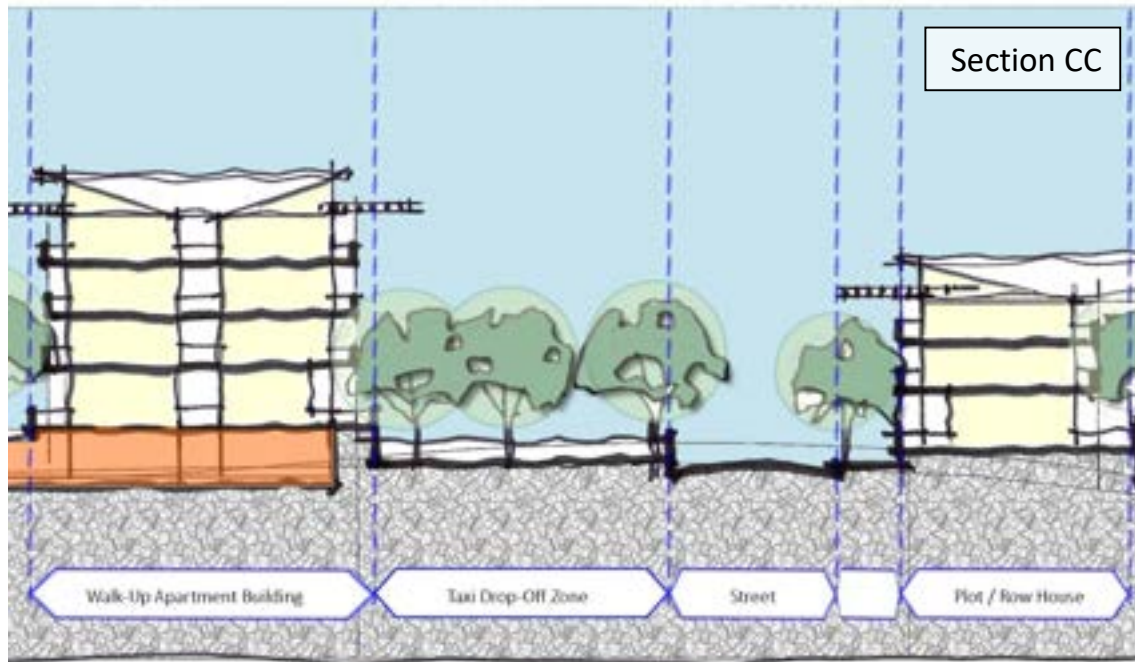 Section CC
Walk-Up Apartment Building
Taxi Drop-Off Zone
Street
Plot / Row House